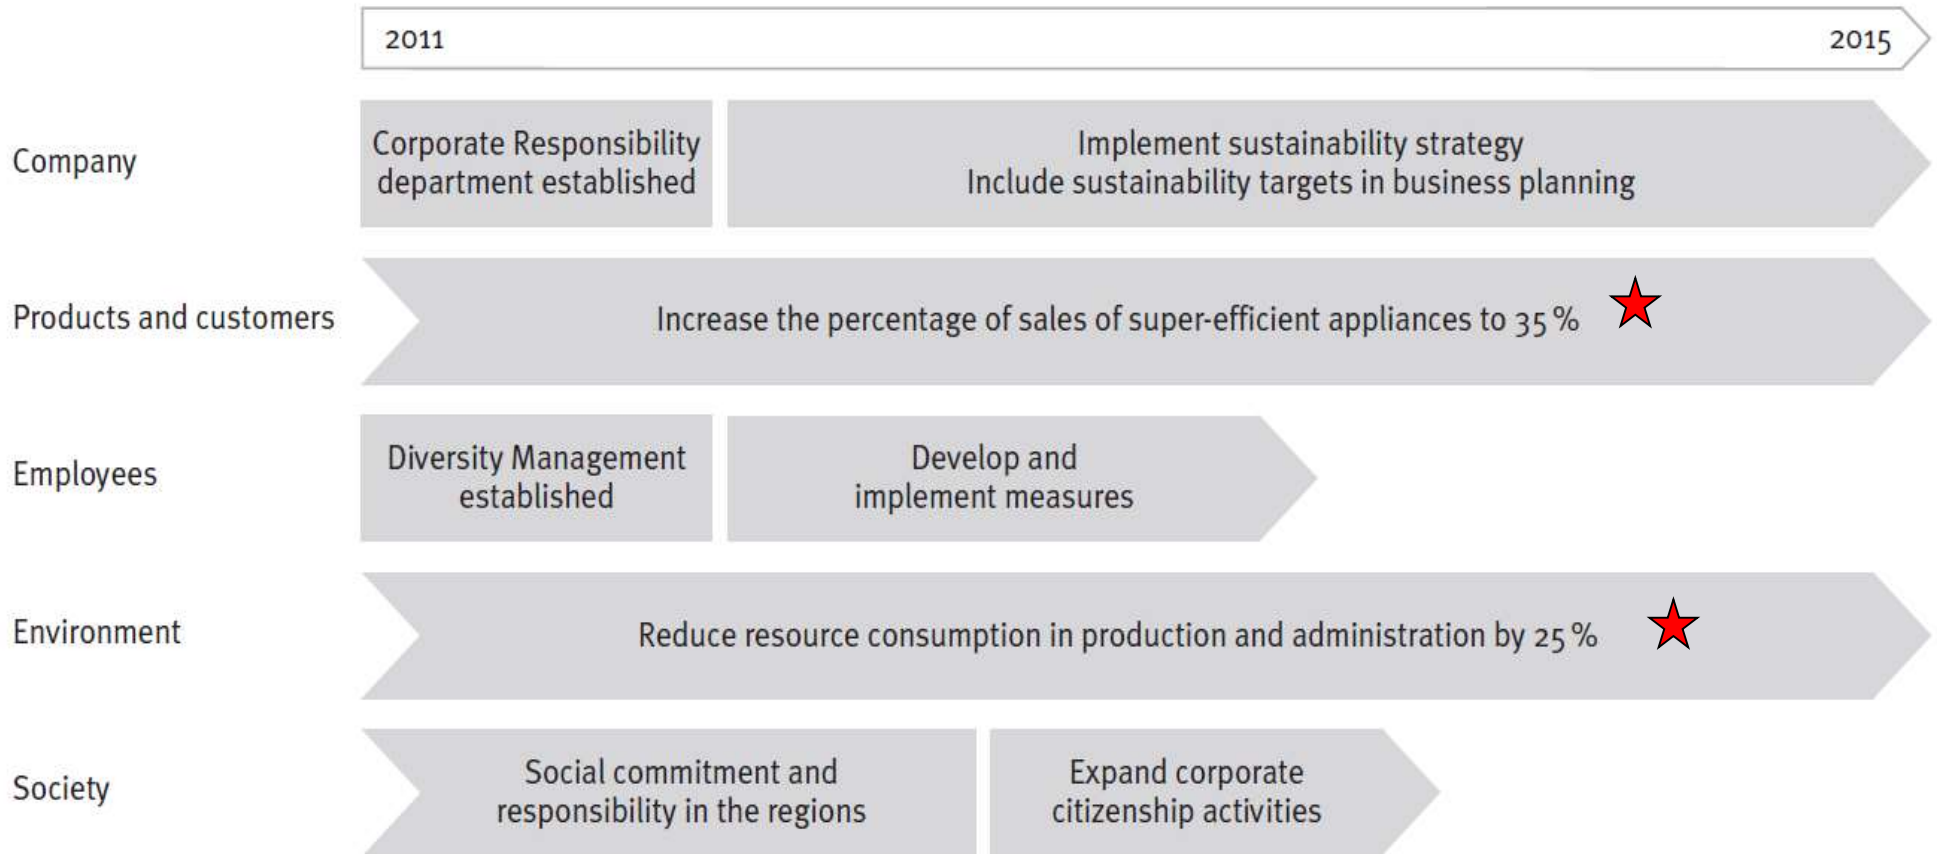 2011
2015
Company
Corporate Responsibility
department established
Implement sustainability strategy
Include sustainability targets in business planning
Products and customers
Increase the percentage of sales of super-efficient appliances to 35 %
Employees
Diversity Management
established
Develop and
implement measures
Environment
Reduce resource consumption in production and administration by 25 %
Society
Social commitment and
responsibility in the regions
Expand corporate
citizenship activities